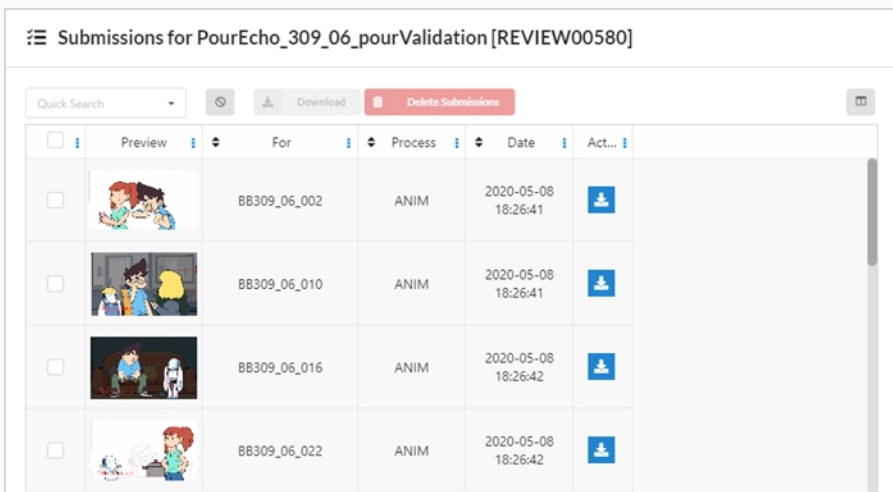 Submissions for PourEcho_309_06_pourValidation [REVIEW00580]
Quick Search
Download
Delete Submissions
Preview For Process Date Act...
BB309_06_002 ANIM 2020-05-08
18:26:41
BB309_06_010 ANIM 2020-05-08
18:26:41
BB309_06_016 ANIM 2020-05-08
18:26:42
BB309_06_022 ANIM 2020-05-08
18:26:42